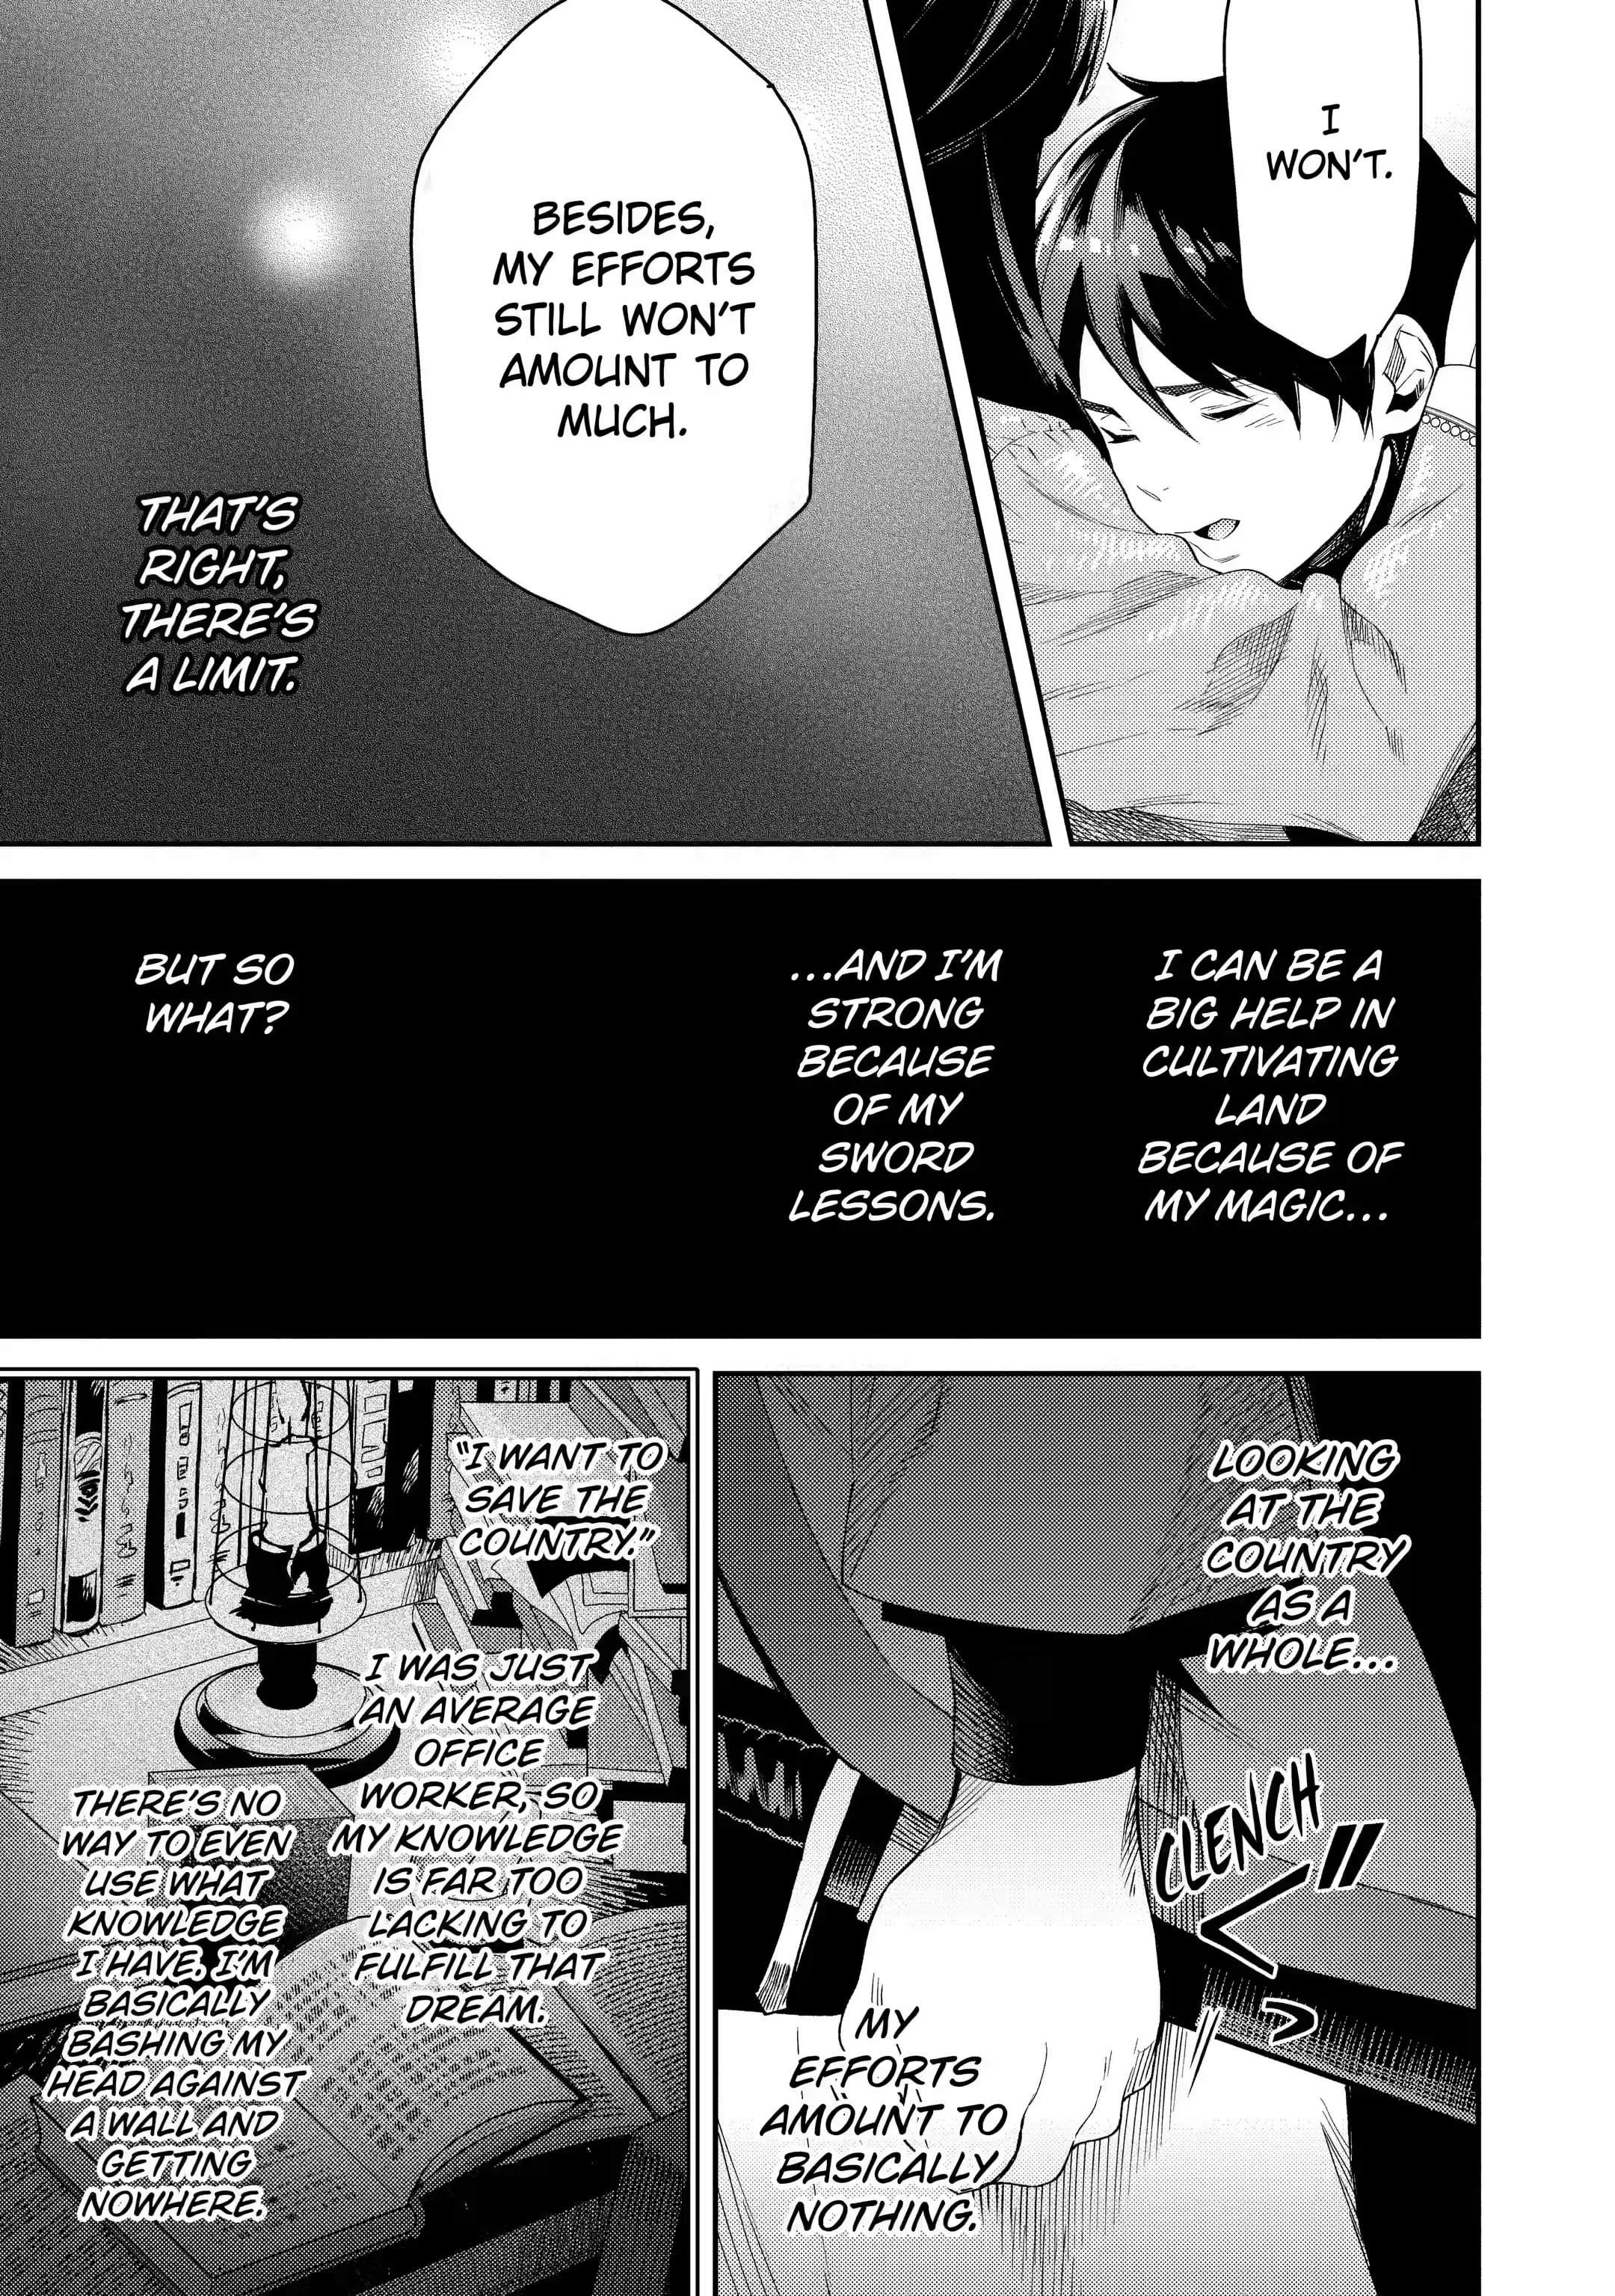 I
WON'T.
BESIDES,
MY EFFORTS
STILL WON'T
AMOUNT TO
MUCH.
THAT'S
RIGHT,
THERE'S
A LIMIT.
I CAN BE A
BIG HELP IN
CULTIVATING
LAND
BECAUSE OF
MY MAGIC...
...AND I'M
STRONG
BECAUSE
OF MY
SWORD
LESSONS.
BUT SO
WHAT?
LOOKING
AT THE
COUNTRY
AS A
WHOLE...
CLENCH
くっ
MY
EFFORTS
AMOUNT TO
BASICALLY
NOTHING.
"I WANT TO
SAVE THE
COUNTRY."
I WAS JUST
AN AVERAGE
OFFICE
WORKER, SO
MY KNOWLEDGE
IS FAR TOO
LACKING TO
FULFILL THAT
DREAM.
THERE'S NO
WAY TO EVEN
USE WHAT
KNOWLEDGE
I HAVE. I'M
BASICALLY
BASHING MY
HEAD AGAINST
A WALL AND
GETTING
NOWHERE.